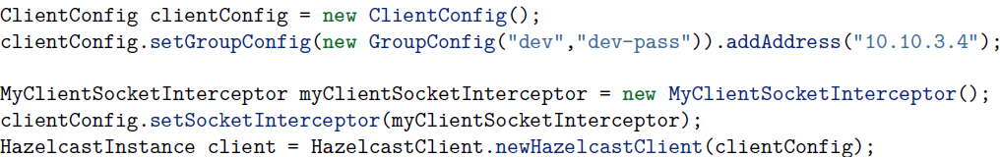 ClientConfig clientConfig = new ClientConfig();
clientConfig.setGroupConfig(new GroupConfig("dev","dev-pass")).addAddress("10.10.3.4");
MyClientSocketInterceptor myClientSocketInterceptor = new MyClientSocketInterceptor();
clientConfig.setSocketInterceptor(myClientSocketInterceptor);
HazelcastInstance client = HazelcastClient.newHazelcastClient(clientConfig);